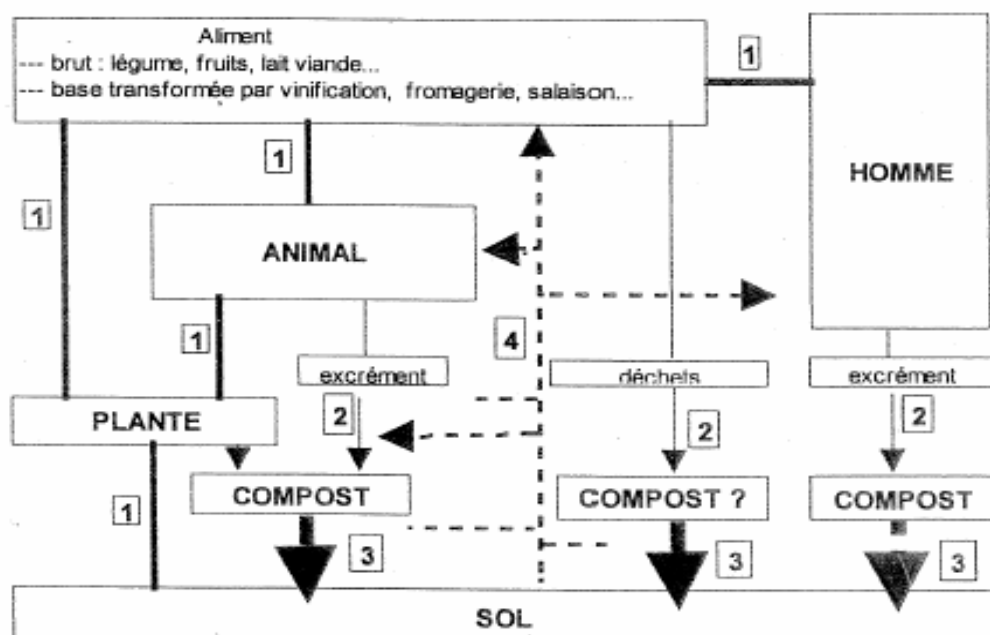 Aliment
--- brut : légume, fruits, lait viande...
--- base transformée par vinification, fromagerie, salaison...
1
HOMME
1
1
ANIMAL
1
4
excrément
déchets
excrément
PLANTE
2
2
2
COMPOST
COMPOST ?
COMPOST
1
3
3
3
SOL